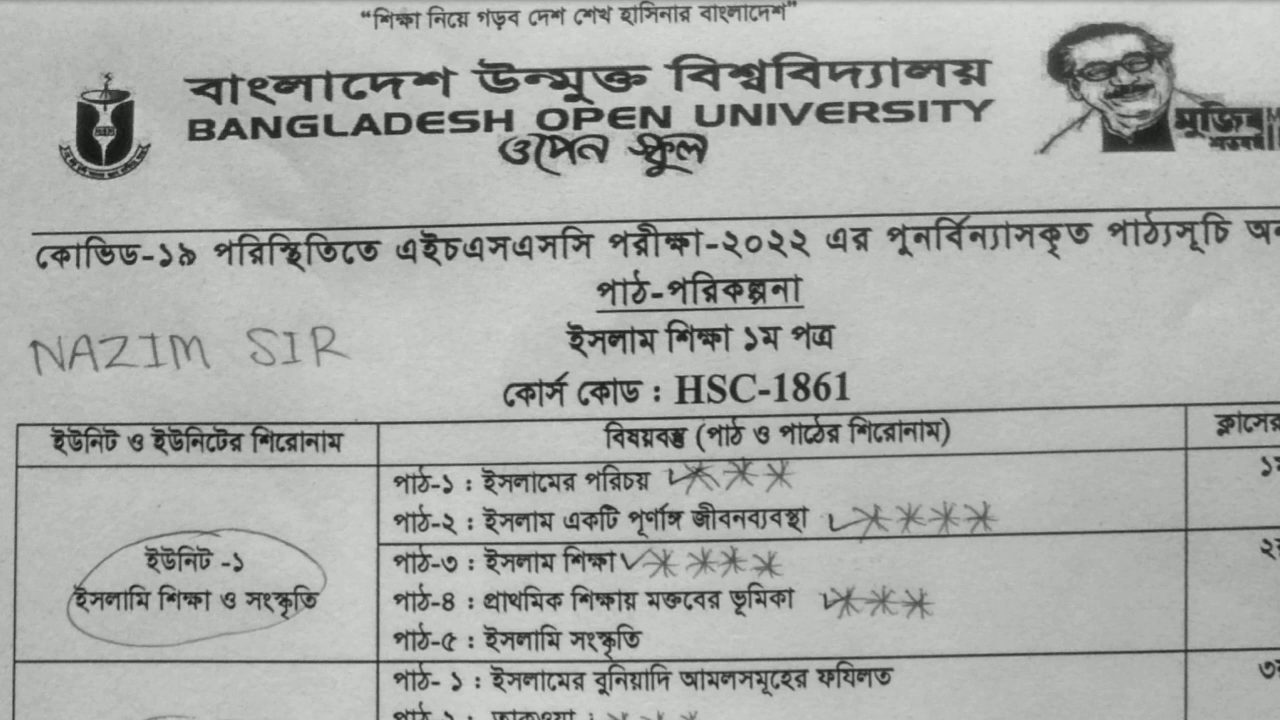 “শিক্ষা নিয়ে গড়ব দেশ শেখ হাসিনার বাংলাদেশ”
বাংলাদেশ উন্মুক্ত বিশ্ববিদ্যালয়
BANGLADESH OPEN UNIVERSITY
ওপেন স্কুল
মুজিব
শতবর্ষ
কোভিড-১৯ পরিস্থিতিতে এইচএসএসসি পরীক্ষা-২০২২ এর পুনর্বিন্যাসকৃত পাঠ্যসূচি
পাঠ-পরিকল্পনা
NAZIM SIR
ইসলাম শিক্ষা ১ম পত্র
কোর্স কোড : HSC-1861
ইউনিট ও ইউনিটের শিরোনাম
বিষয়বস্তু (পাঠ ও পাঠের শিরোনাম)
ক্লাসের
ইউনিট -১
ইসলামি শিক্ষা ও সংস্কৃতি
পাঠ-১ : ইসলামের পরিচয়
পাঠ-২ : ইসলাম একটি পূর্ণাঙ্গ জীবনব্যবস্থা
পাঠ-৩ : ইসলাম শিক্ষা
পাঠ-৪ : প্রাথমিক শিক্ষায় মক্তবের ভূমিকা
পাঠ-৫ : ইসলামি সংস্কৃতি
পাঠ- ১ : ইসলামের বুনিয়াদি আমলসমূহের ফযিলত